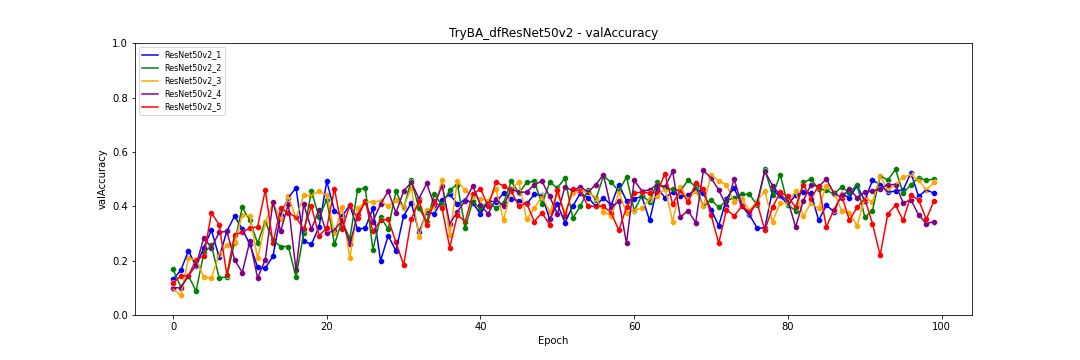 TryBA_dfResNet50v2 - valAccuracy
valAccuracy
1.0
0.8
0.6
0.4
0.2
0.0
ResNet50v2_1
ResNet50v2_2
ResNet50v2_3
ResNet50v2_4
ResNet50v2_5
0 20 40 60 80 100
Epoch